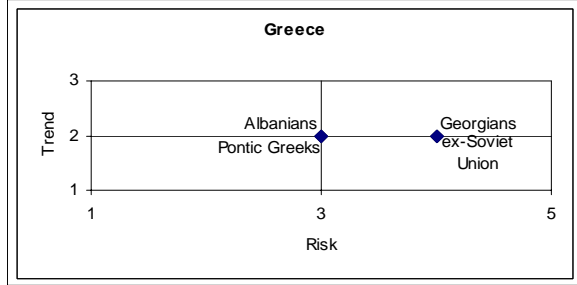 Greece
3
2
1
Trend
Albanians
Pontic Greeks
Georgians
ex-Soviet
Union
1 3 5
Risk